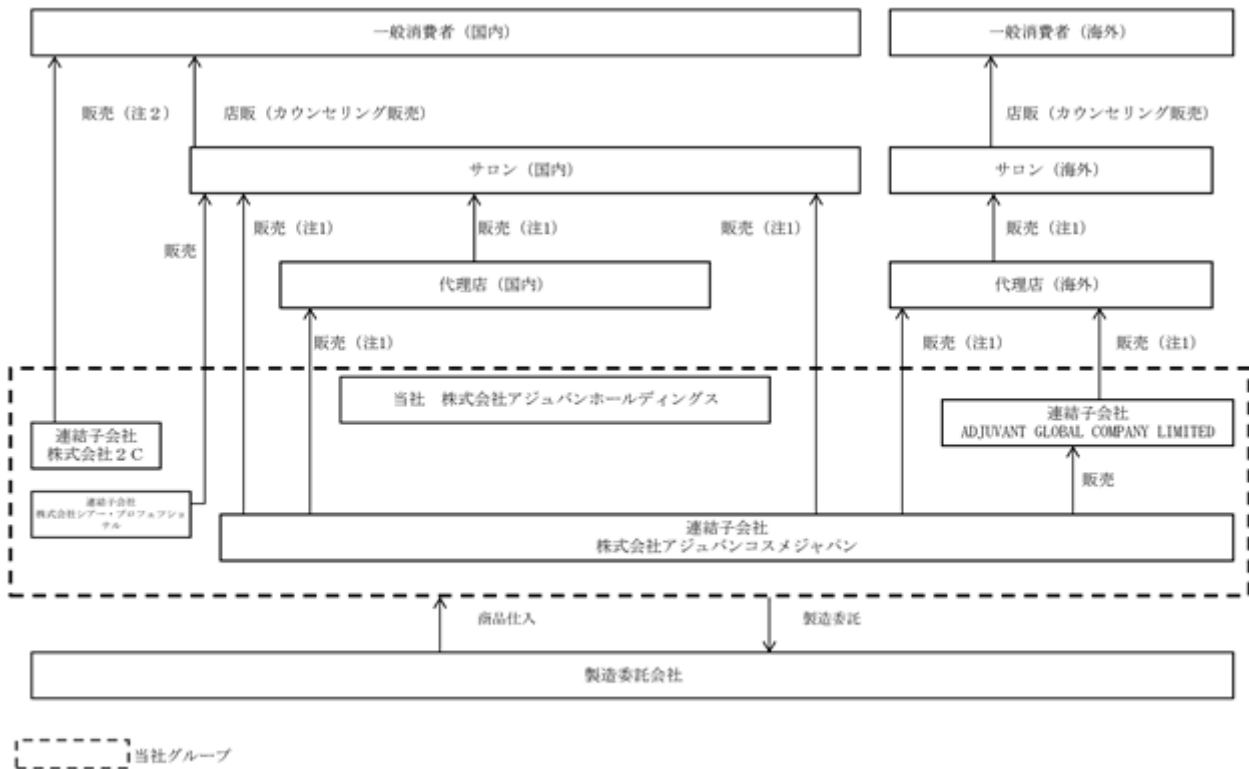 一般消費者（国内）
一般消費者（海外）
販売（注２）
店販（カウンセリング販売）
店販（カウンセリング販売）
サロン（国内）
サロン（海外）
販売
販売（注1）
販売（注1）
販売（注1）
販売（注1）
代理店（国内）
代理店（海外）
販売（注1）
販売（注1）
販売（注1）
当社　株式会社アジュバンホールディングス
連結子会社
株式会社２Ｃ
連結子会社
ADJUVANT GLOBAL COMPANY LIMITED
販売
連結子会社
株式会社シアー・プロフェッショ
ナル
連結子会社
株式会社アジュバンコスメジャパン
商品仕入
製造委託
製造委託会社
当社グループ